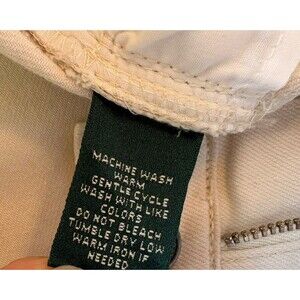 MACHINE WASH
WARM
GENTLE CYCLE
WASH WITH LIKE
COLORS
DO NOT BLEACH
TUMBLE DRY LOW
WARM IRON IF
NEEDED